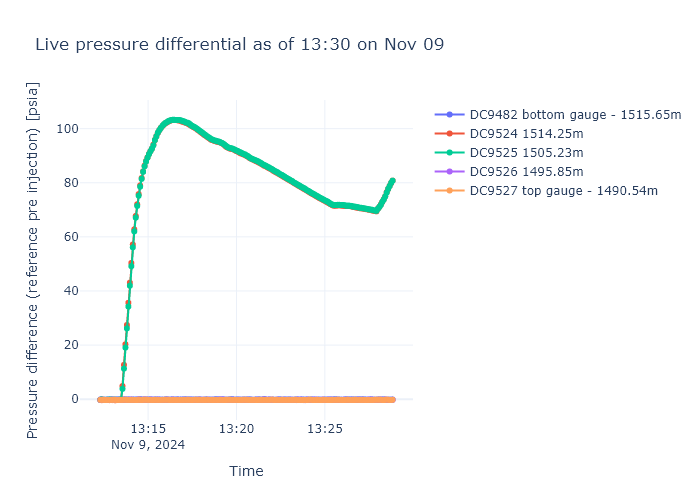 Live pressure differential as of 13:30 on Nov 09
Pressure difference (reference pre injection) [psia]
100
80
60
40
20
0
13:15
Nov 9, 2024
13:20
13:25
Time
DC9482 bottom gauge - 1515.65m
DC9524 1514.25m
DC9525 1505.23m
DC9526 1495.85m
DC9527 top gauge - 1490.54m